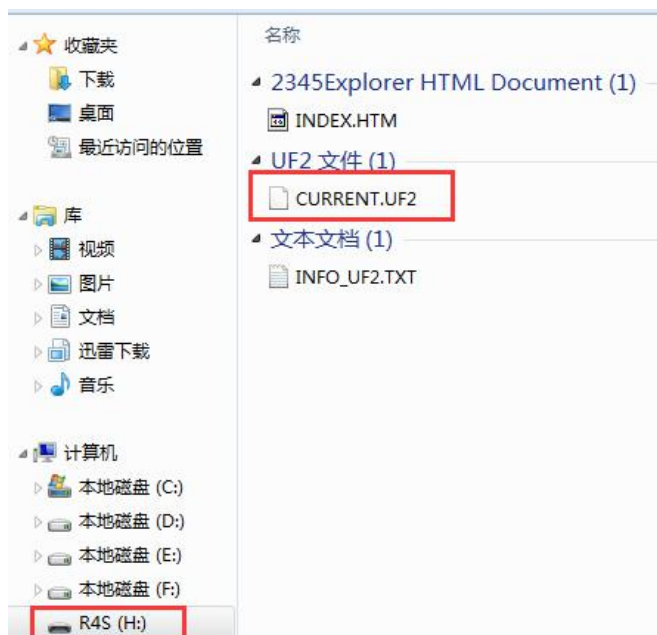 收藏夹
下载
桌面
最近访问的位置
库
视频
图片
文档
迅雷下载
音乐
计算机
本地磁盘 (C:)
本地磁盘 (D:)
本地磁盘 (E:)
本地磁盘 (F:)
R4S (H:)
名称
2345Explorer HTML Document (1)
INDEX.HTM
UF2 文件 (1)
CURRENT.UF2
文本文档 (1)
INFO_UF2.TXT